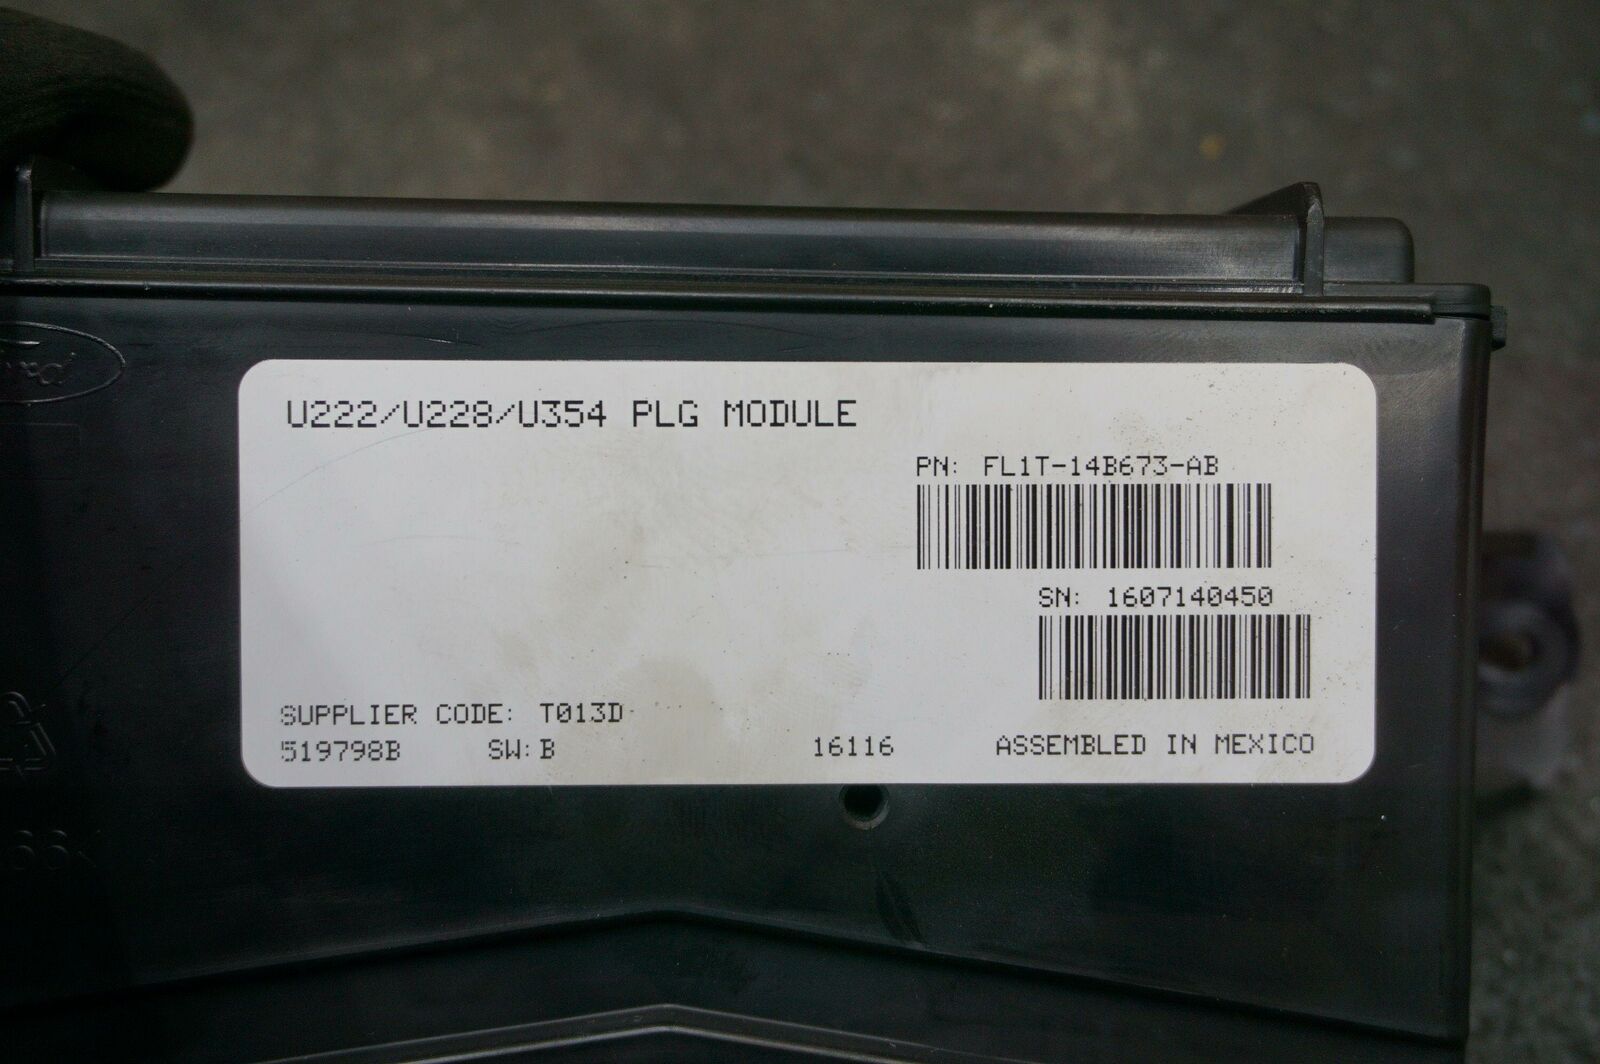 U222/U228/U354 PLG MODULE
PN: FL1T-14B673-AB
SN: 1607140450
SUPPLIER CODE: T013D
519798B SW: B 16116 ASSEMBLED IN MEXICO